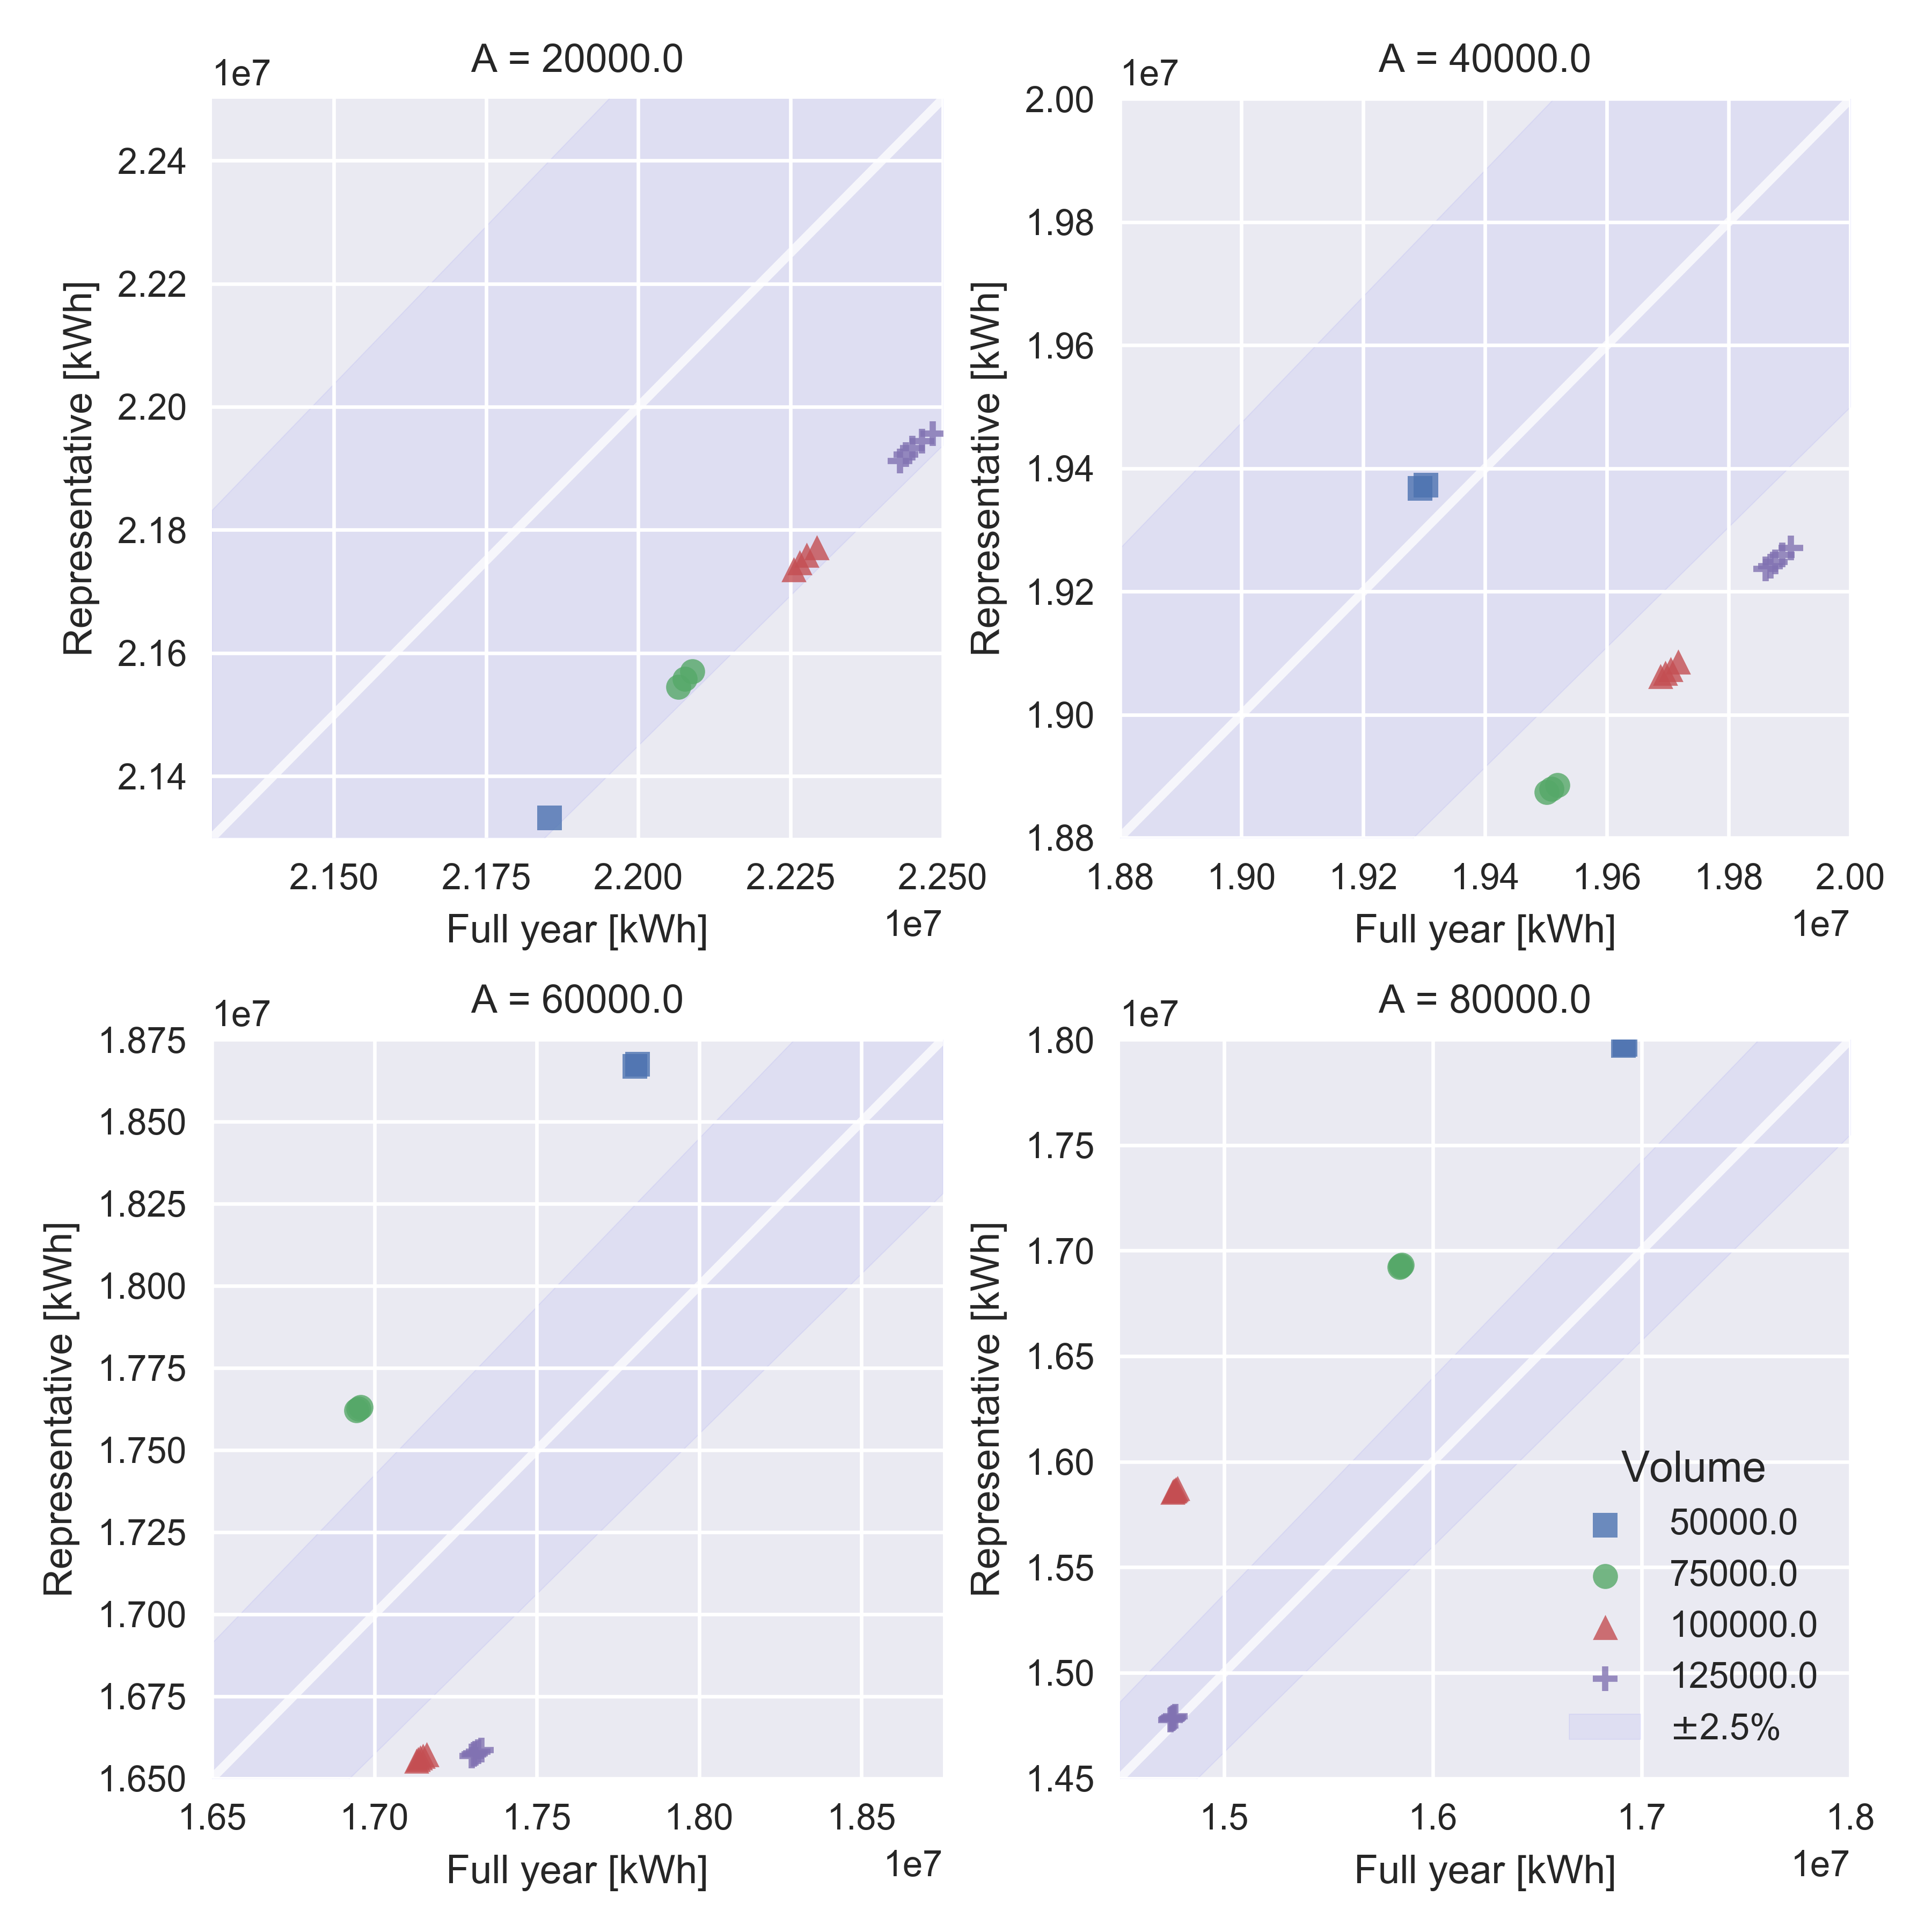 A = 20000.0
1e7
2.24
2.22
2.20
2.18
2.16
2.14
Representative [kWh]
2.150 2.175 2.200 2.225 2.250
Full year [kWh]
1e7
A = 40000.0
1e7
2.00
1.98
1.96
1.94
1.92
1.90
1.88
Representative [kWh]
1.88 1.90 1.92 1.94 1.96 1.98 2.00
Full year [kWh]
1e7
A = 60000.0
1e7
1.875
1.850
1.825
1.800
1.775
1.750
1.725
1.700
1.675
1.650
Representative [kWh]
1.65 1.70 1.75 1.80 1.85
Full year [kWh]
1e7
A = 80000.0
1e7
1.80
1.75
1.70
1.65
1.60
1.55
1.50
1.45
Representative [kWh]
Volume
50000.0
75000.0
100000.0
125000.0
±2.5%
1.5 1.6 1.7 1.8
Full year [kWh]
1e7